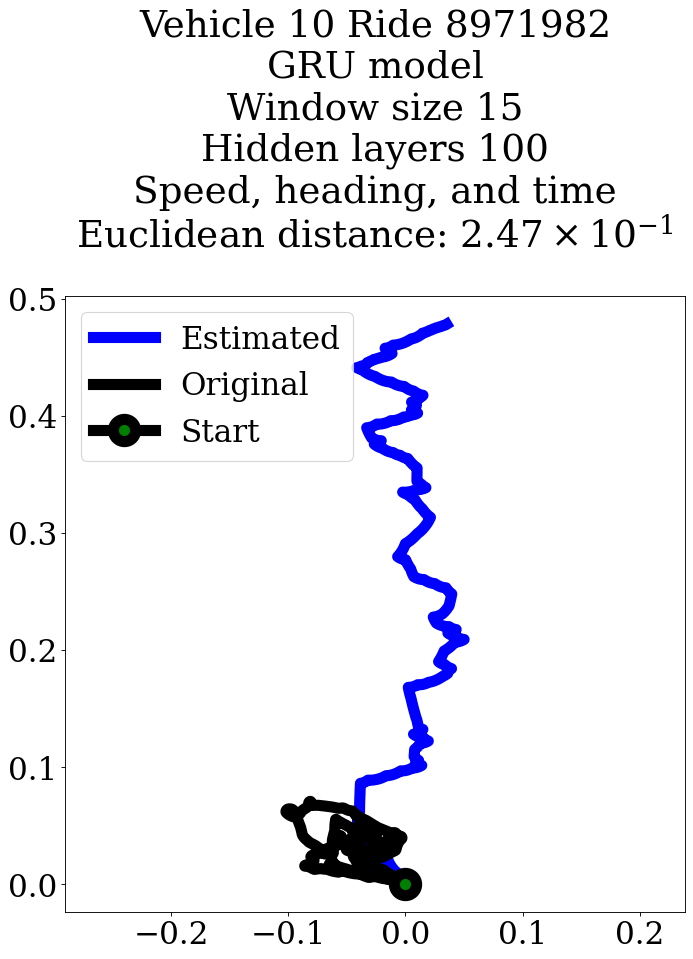 Vehicle 10 Ride 8971982
GRU model
Window size 15
Hidden layers 100
Speed, heading, and time
Euclidean distance: 2.47 × 10⁻¹
Estimated
Original
Start
0.5
0.4
0.3
0.2
0.1
0.0
−0.2
−0.1
0.0
0.1
0.2